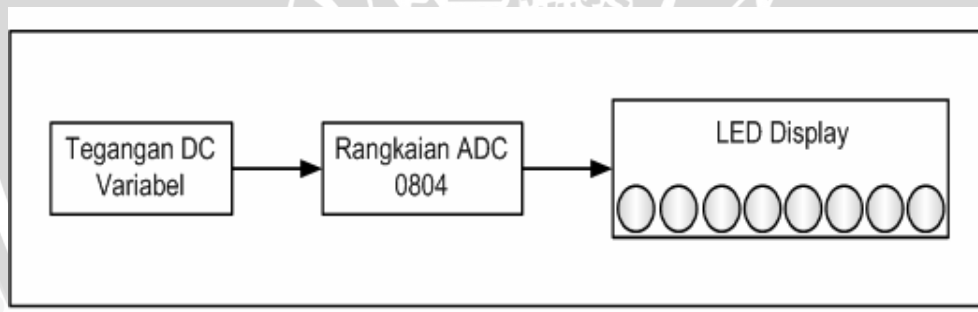 Tegangan DC
Variabel
Rangkaian ADC
0804
LED Display